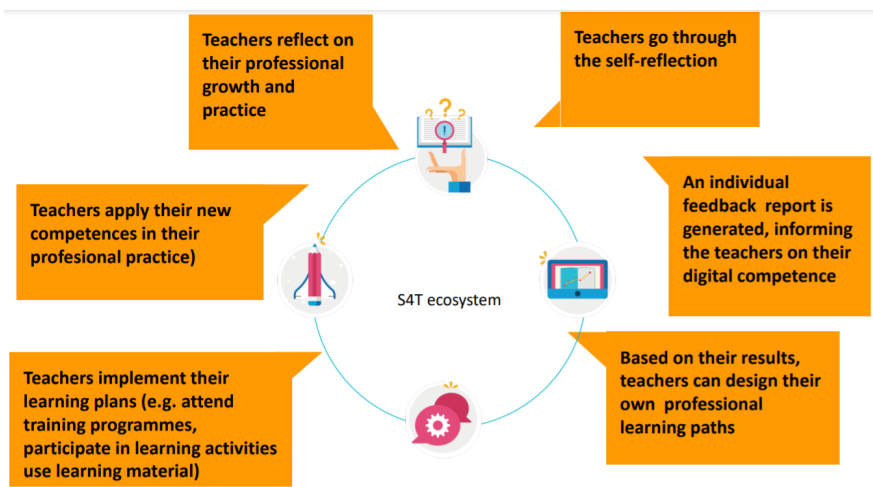 Teachers reflect on
their professional
growth and
practice
Teachers go through
the self-reflection
An individual
feedback report is
generated, informing
the teachers on their
digital competence
Based on their results,
teachers can design their
own professional
learning paths
Teachers implement their
learning plans (e.g. attend
training programmes,
participate in learning activities
use learning material)
Teachers apply their new
competences in their
profesional practice)
S4T ecosystem